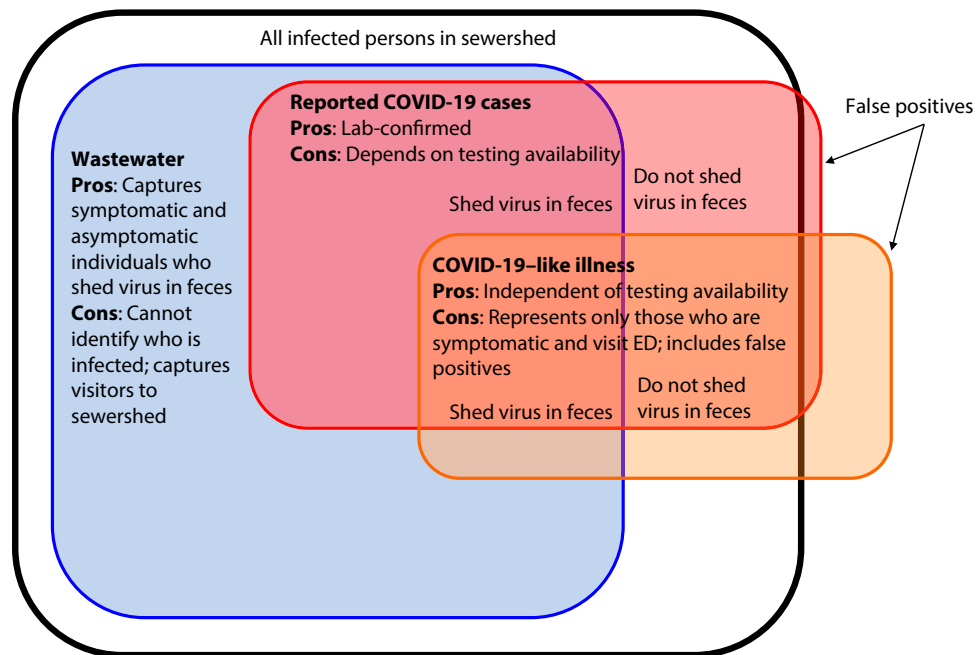 All infected persons in sewershed
False positives
Reported COVID-19 cases
Pros: Lab-confirmed
Cons: Depends on testing availability
Wastewater
Pros: Captures
symptomatic and
asymptomatic
individuals who
shed virus in feces
Cons: Cannot
identify who is
infected; captures
visitors to
sewershed
Shed virus in feces
Do not shed
virus in feces
COVID-19–like illness
Pros: Independent of testing availability
Cons: Represents only those who are
symptomatic and visit ED; includes false
positives
Shed virus in feces
Do not shed
virus in feces